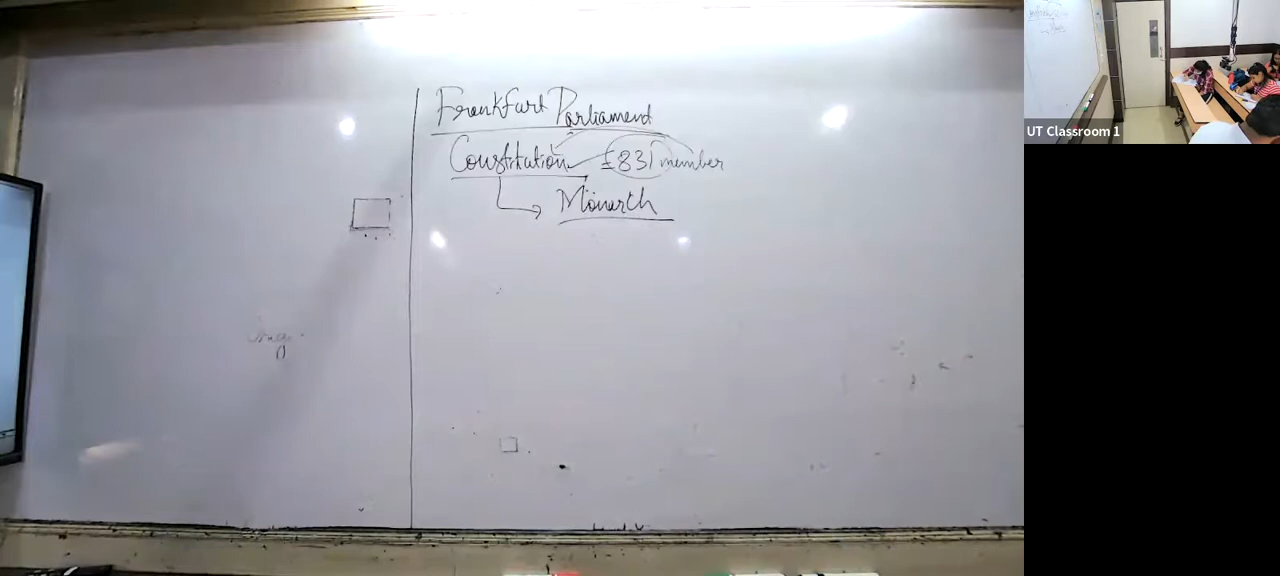 Frankfurt Parliament
Constitution 831 member
Monarch
UT Classroom 1